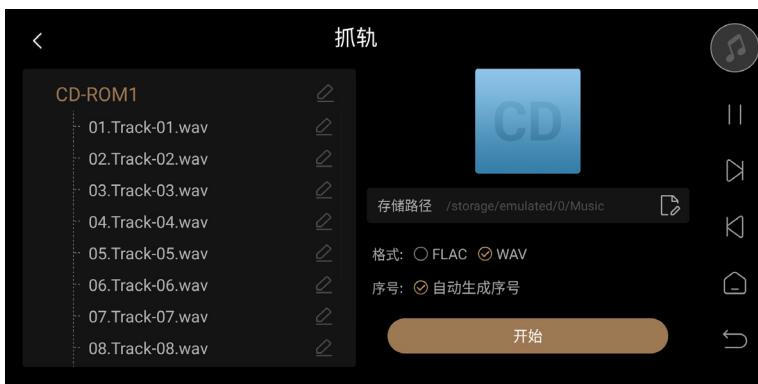 抓轨
CD-ROM1
01.Track-01.wav
02.Track-02.wav
03.Track-03.wav
04.Track-04.wav
05.Track-05.wav
06.Track-06.wav
07.Track-07.wav
08.Track-08.wav
CD
存储路径 /storage/emulated/0/Music
格式: FLAC WAV
序号: 自动生成序号
开始